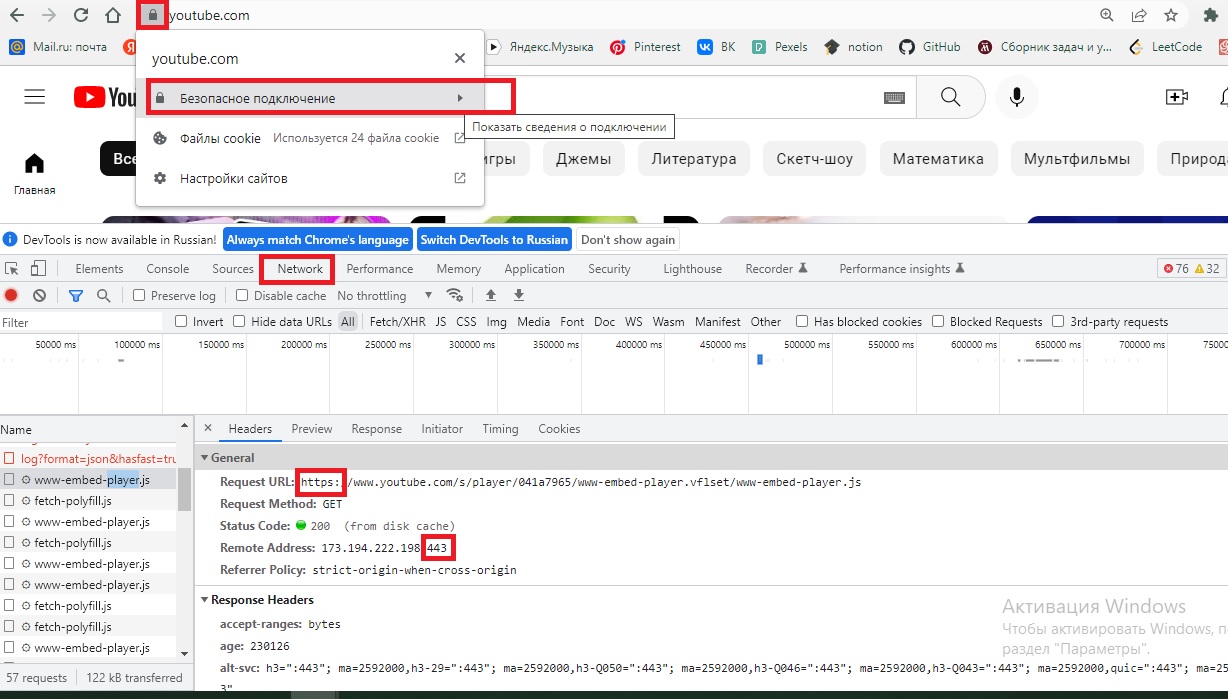 youtube.com
Mail.ru: почта
Яндекс.Музыка
Pinterest
ВК
Pexels
notion
GitHub
Сборник задач и у...
LeetCode
youtube.com
Безопасное подключение
Показать сведения о подключении
Файлы cookie Используется 24 файла cookie
Настройки сайтов
Главная
Все
Джемы
Литература
Скетч-шоу
Математика
Мультфильмы
DevTools is now available in Russian! Always match Chrome's language Switch DevTools to Russian Don't show again
Elements Console Sources Network Performance Memory Application Security Lighthouse Recorder Performance insights 76 32
Preserve log Disable cache No throttling
Filter Invert Hide data URLs All Fetch/XHR JS CSS Img Media Font Doc WS Wasm Manifest Other Has blocked cookies Blocked Requests 3rd-party requests
50000 ms 100000 ms 150000 ms 200000 ms 250000 ms 300000 ms 350000 ms 400000 ms 450000 ms 500000 ms 550000 ms 600000 ms 650000 ms 700000 ms 75000
Name
log?format=json&hasfast=tru
www-embed-player.js
fetch-polyfill.js
www-embed-player.js
fetch-polyfill.js
www-embed-player.js
www-embed-player.js
fetch-polyfill.js
fetch-polyfill.js
www-embed-player.js
57 requests 122 kB transferred
Headers Preview Response Initiator Timing Cookies
General
Request URL: https://www.youtube.com/s/player/041a7965/www-embed-player.vflset/www-embed-player.js
Request Method: GET
Status Code: 200 (from disk cache)
Remote Address: 173.194.222.198:443
Referrer Policy: strict-origin-when-cross-origin
Response Headers
accept-ranges: bytes
age: 230126
alt-svc: h3=":443"; ma=2592000,h3-29=":443"; ma=2592000,h3-Q050=":443"; ma=2592000,h3-Q046=":443"; ma=2592000,h3-Q043=":443"; ma=2592000,quic=":443"; ma=25
3"
Активация Windows
Чтобы активировать Windows, п
раздел "Параметры".